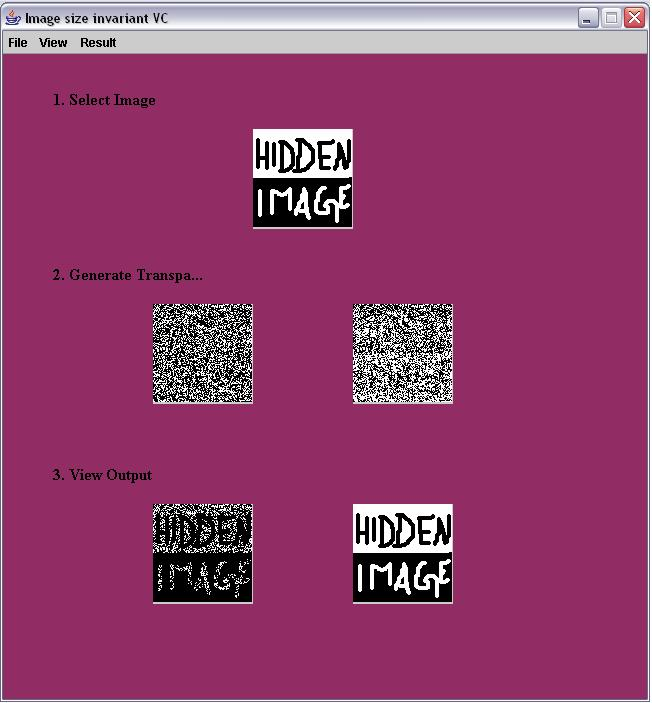 Image size invariant VC
File View Result
1. Select Image
HIDDEN
IMAGE
2. Generate Transpa...
3. View Output
HIDDEN HIDDEN
IMAGE IMAGE